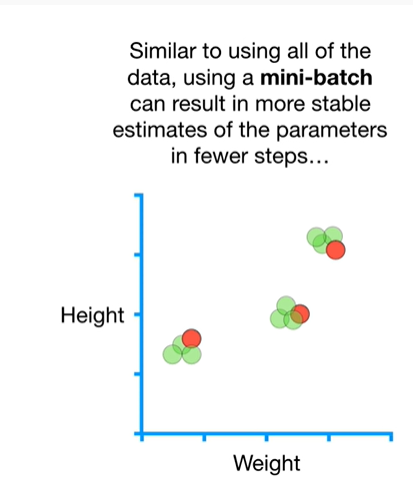 Similar to using all of the
data, using a mini-batch
can result in more stable
estimates of the parameters
in fewer steps…
Height
Weight